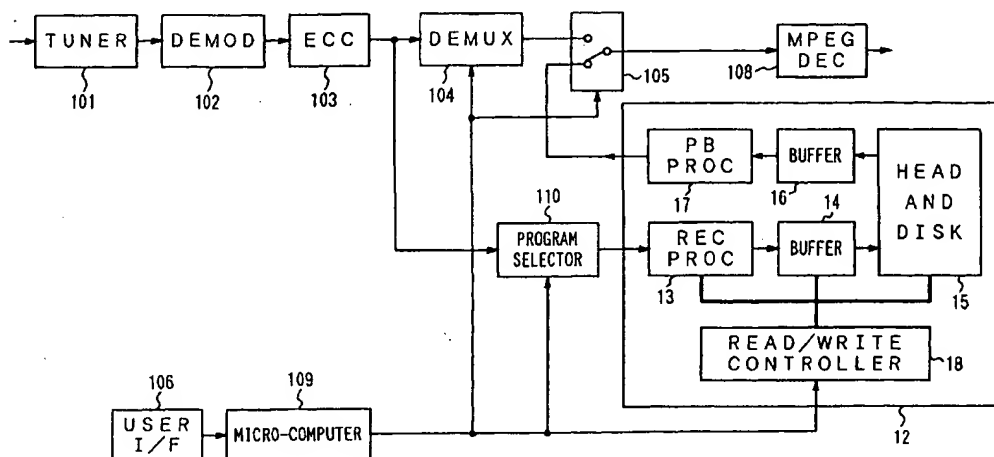 TUNER
101
DEMOD
102
ECC
103
DEMUX
104
105
MPEG
DEC
108
PB
PROC
17
BUFFER
16
HEAD
AND
DISK
15
110
PROGRAM
SELECTOR
REC
PROC
13
14
BUFFER
READ/WRITE
CONTROLLER
18
12
106
USER
I/F
109
MICRO-COMPUTER